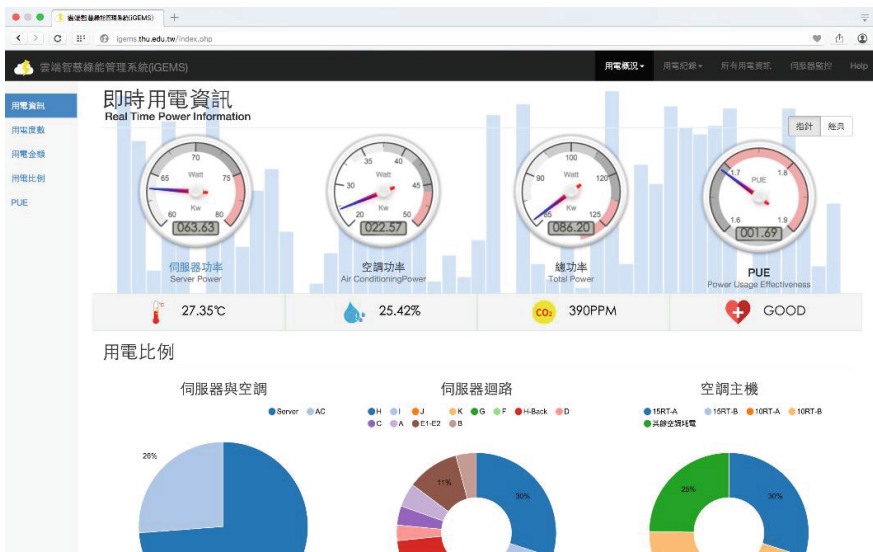 雲端智慧綠能管理系統(iGEMS)
igems.thu.edu.tw/index.php
雲端智慧綠能管理系統(iGEMS)
用電概況 用電紀錄 所有用電資訊 伺服器監控 Help
用電資訊
用電度數
用電金額
用電比例
PUE
即時用電資訊
Real Time Power Information
指針 經典
60 65 70 75 80
Watt
Kw
063.63
20 30 35 40 45 50
Watt
Kw
022.57
85 90 100 120 125
Watt
Kw
086.20
1.6 1.7 1.8 1.9
PUE
001.69
伺服器功率
Server Power
空調功率
Air ConditioningPower
總功率
Total Power
PUE
Power Usage Effectiveness
27.35°C
25.42%
CO₂ 390PPM
GOOD
用電比例
伺服器與空調
Server AC
26%
伺服器迴路
H I J K G F H-Back D
C A E1-E2 B
11%
30%
空調主機
15RT-A 15RT-B 10RT-A 10RT-B
其餘空調耗電
25%
30%